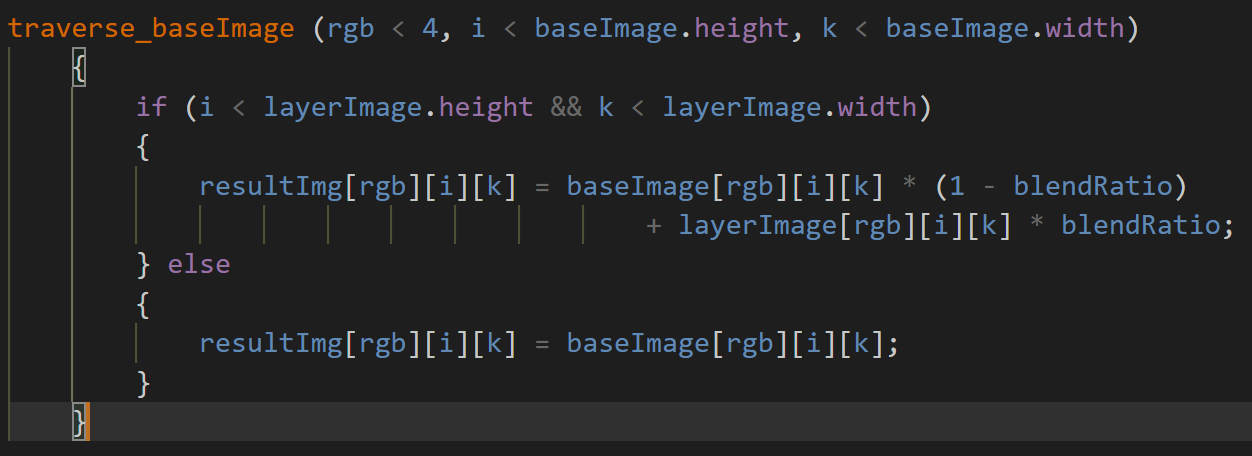 traverse_baseImage (rgb < 4, i < baseImage.height, k < baseImage.width)
{
if (i < layerImage.height && k < layerImage.width)
{
resultImg[rgb][i][k] = baseImage[rgb][i][k] * (1 - blendRatio)
+ layerImage[rgb][i][k] * blendRatio;
} else
{
resultImg[rgb][i][k] = baseImage[rgb][i][k];
}
}